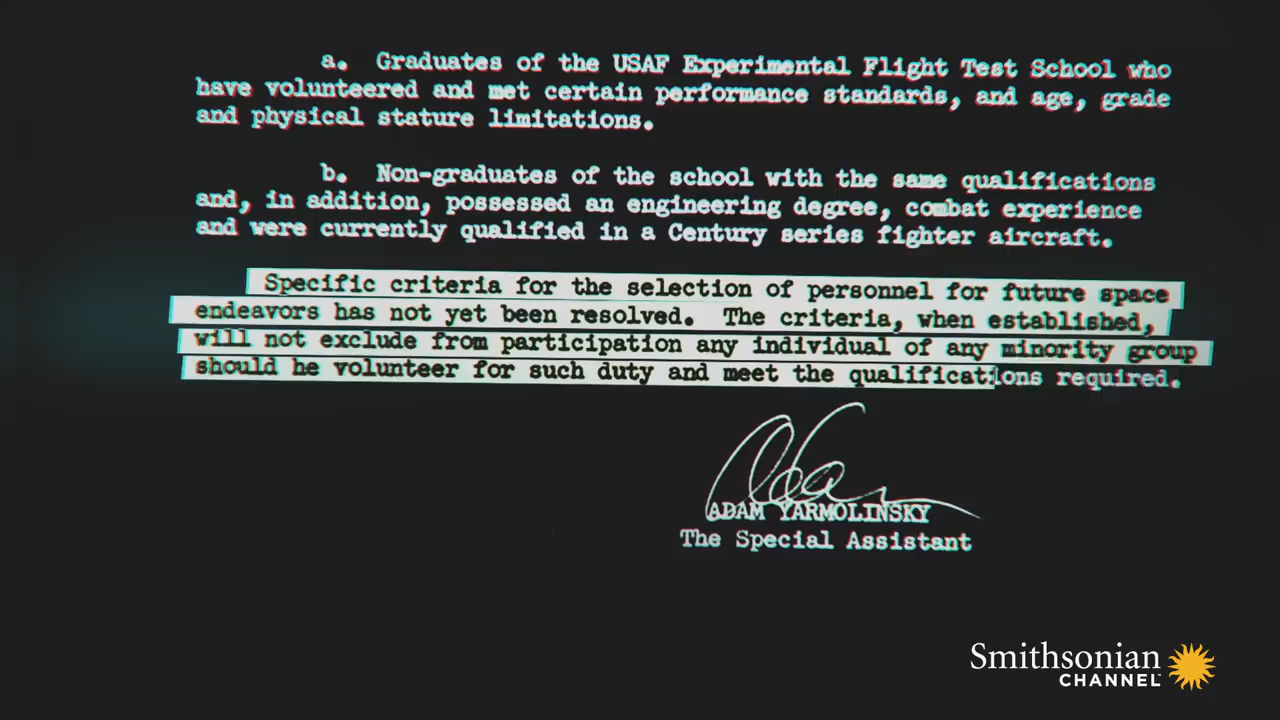 a. Graduates of the USAF Experimental Flight Test School who
have volunteered and met certain performance standards, and age, grade
and physical stature limitations.
b. Non-graduates of the school with the same qualifications
and, in addition, possessed an engineering degree, combat experience
and were currently qualified in a Century series fighter aircraft.
Specific criteria for the selection of personnel for future space
endeavors has not yet been resolved. The criteria, when established,
will not exclude from participation any individual of any minority group
should he volunteer for such duty and meet the qualifications required.
ADAM YARMOLINSKY
The Special Assistant
Smithsonian
CHANNEL